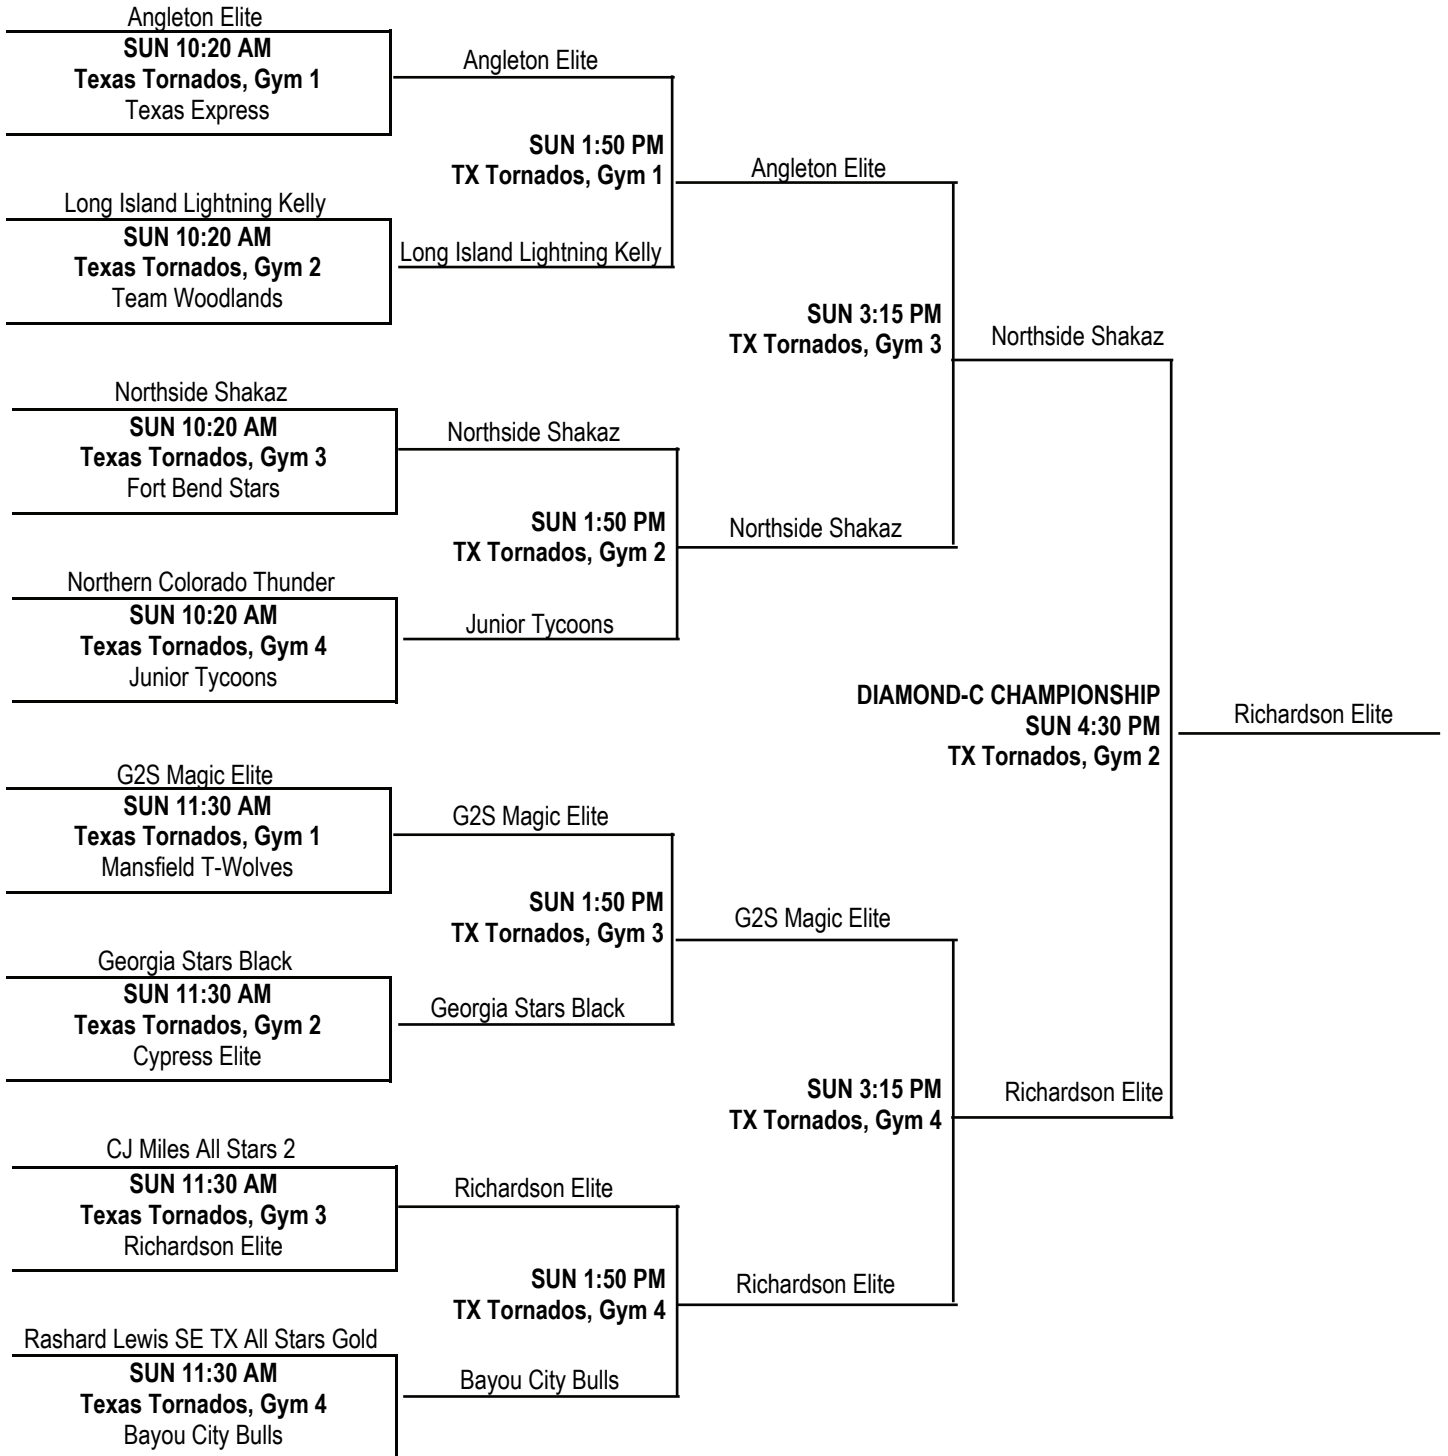 Angleton Elite
SUN 10:20 AM
Texas Tornados, Gym 1
Texas Express
Long Island Lightning Kelly
SUN 10:20 AM
Texas Tornados, Gym 2
Team Woodlands
Northside Shakaz
SUN 10:20 AM
Texas Tornados, Gym 3
Fort Bend Stars
Northern Colorado Thunder
SUN 10:20 AM
Texas Tornados, Gym 4
Junior Tycoons
G2S Magic Elite
SUN 11:30 AM
Texas Tornados, Gym 1
Mansfield T-Wolves
Georgia Stars Black
SUN 11:30 AM
Texas Tornados, Gym 2
Cypress Elite
CJ Miles All Stars 2
SUN 11:30 AM
Texas Tornados, Gym 3
Richardson Elite
Rashard Lewis SE TX All Stars Gold
SUN 11:30 AM
Texas Tornados, Gym 4
Bayou City Bulls
Angleton Elite
SUN 1:50 PM
TX Tornados, Gym 1
Long Island Lightning Kelly
Northside Shakaz
SUN 1:50 PM
TX Tornados, Gym 2
Junior Tycoons
G2S Magic Elite
SUN 1:50 PM
TX Tornados, Gym 3
Georgia Stars Black
Richardson Elite
SUN 1:50 PM
TX Tornados, Gym 4
Bayou City Bulls
Angleton Elite
SUN 3:15 PM
TX Tornados, Gym 3
Northside Shakaz
G2S Magic Elite
SUN 3:15 PM
TX Tornados, Gym 4
Richardson Elite
Northside Shakaz
DIAMOND-C CHAMPIONSHIP
SUN 4:30 PM
TX Tornados, Gym 2
Richardson Elite
Richardson Elite